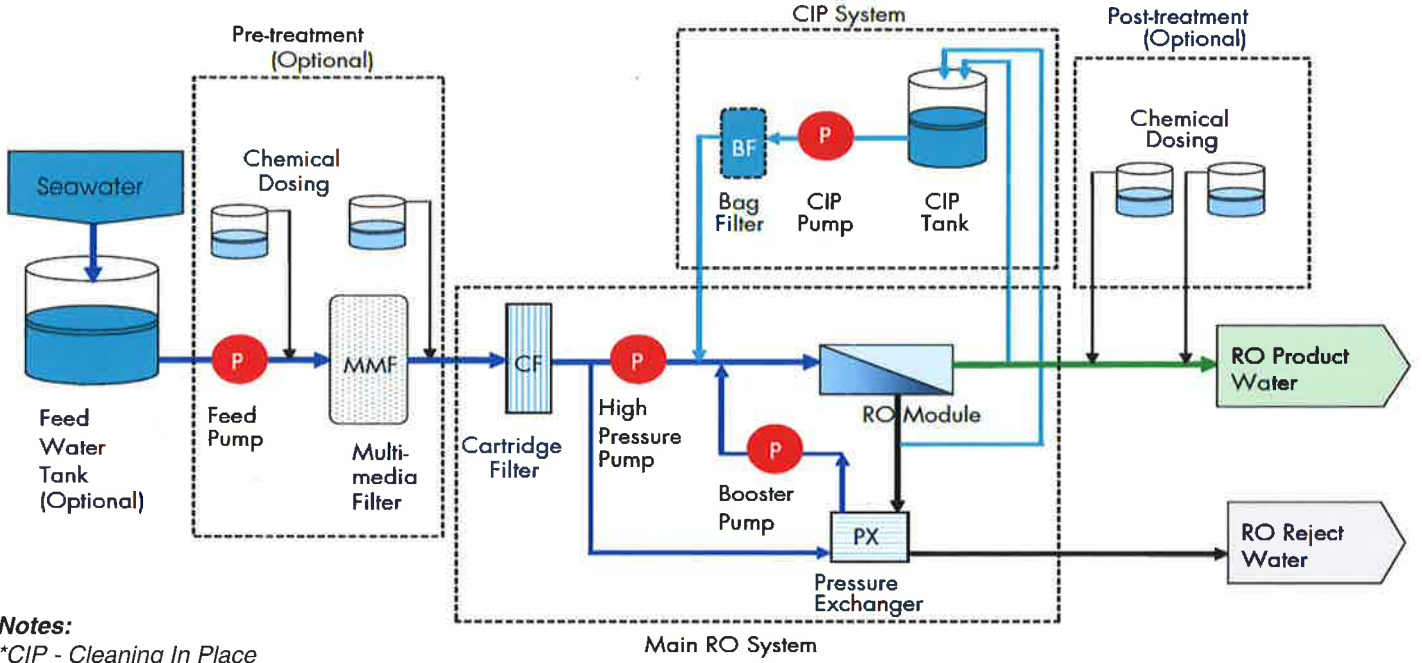 CIP System
Post-treatment
(Optional)
Pre-treatment
(Optional)
Seawater
Chemical
Dosing
BF
P
Bag
Filter
CIP
Pump
CIP
Tank
Chemical
Dosing
P
MMF
CF
P
RO Module
RO Product
Water
Feed
Water
Tank
(Optional)
Feed
Pump
Multi-
media
Filter
Cartridge
Filter
High
Pressure
Pump
P
Booster
Pump
PX
Pressure
Exchanger
RO Reject
Water
Main RO System
Notes:
*CIP - Cleaning In Place